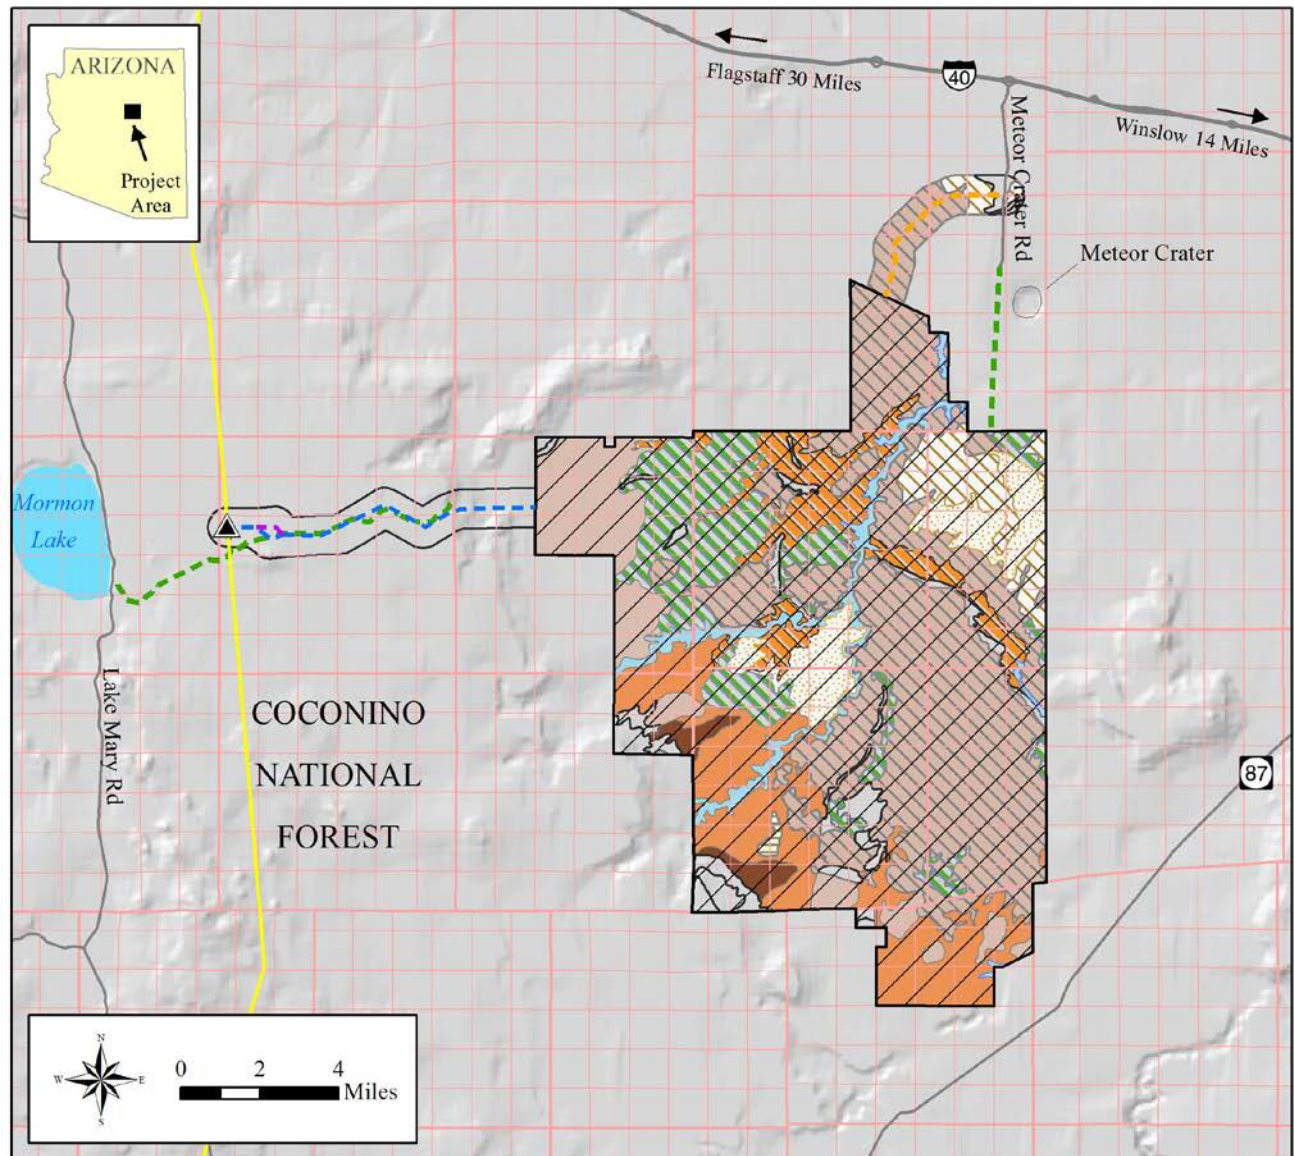 ARIZONA
Project
Area
Flagstaff 30 Miles
40
Winslow 14 Miles
Meteor Crater Rd
Meteor Crater
Mormon
Lake
Lake Mary Rd
COCONINO
NATIONAL
FOREST
87
N
W
E
S
0 2 4
Miles